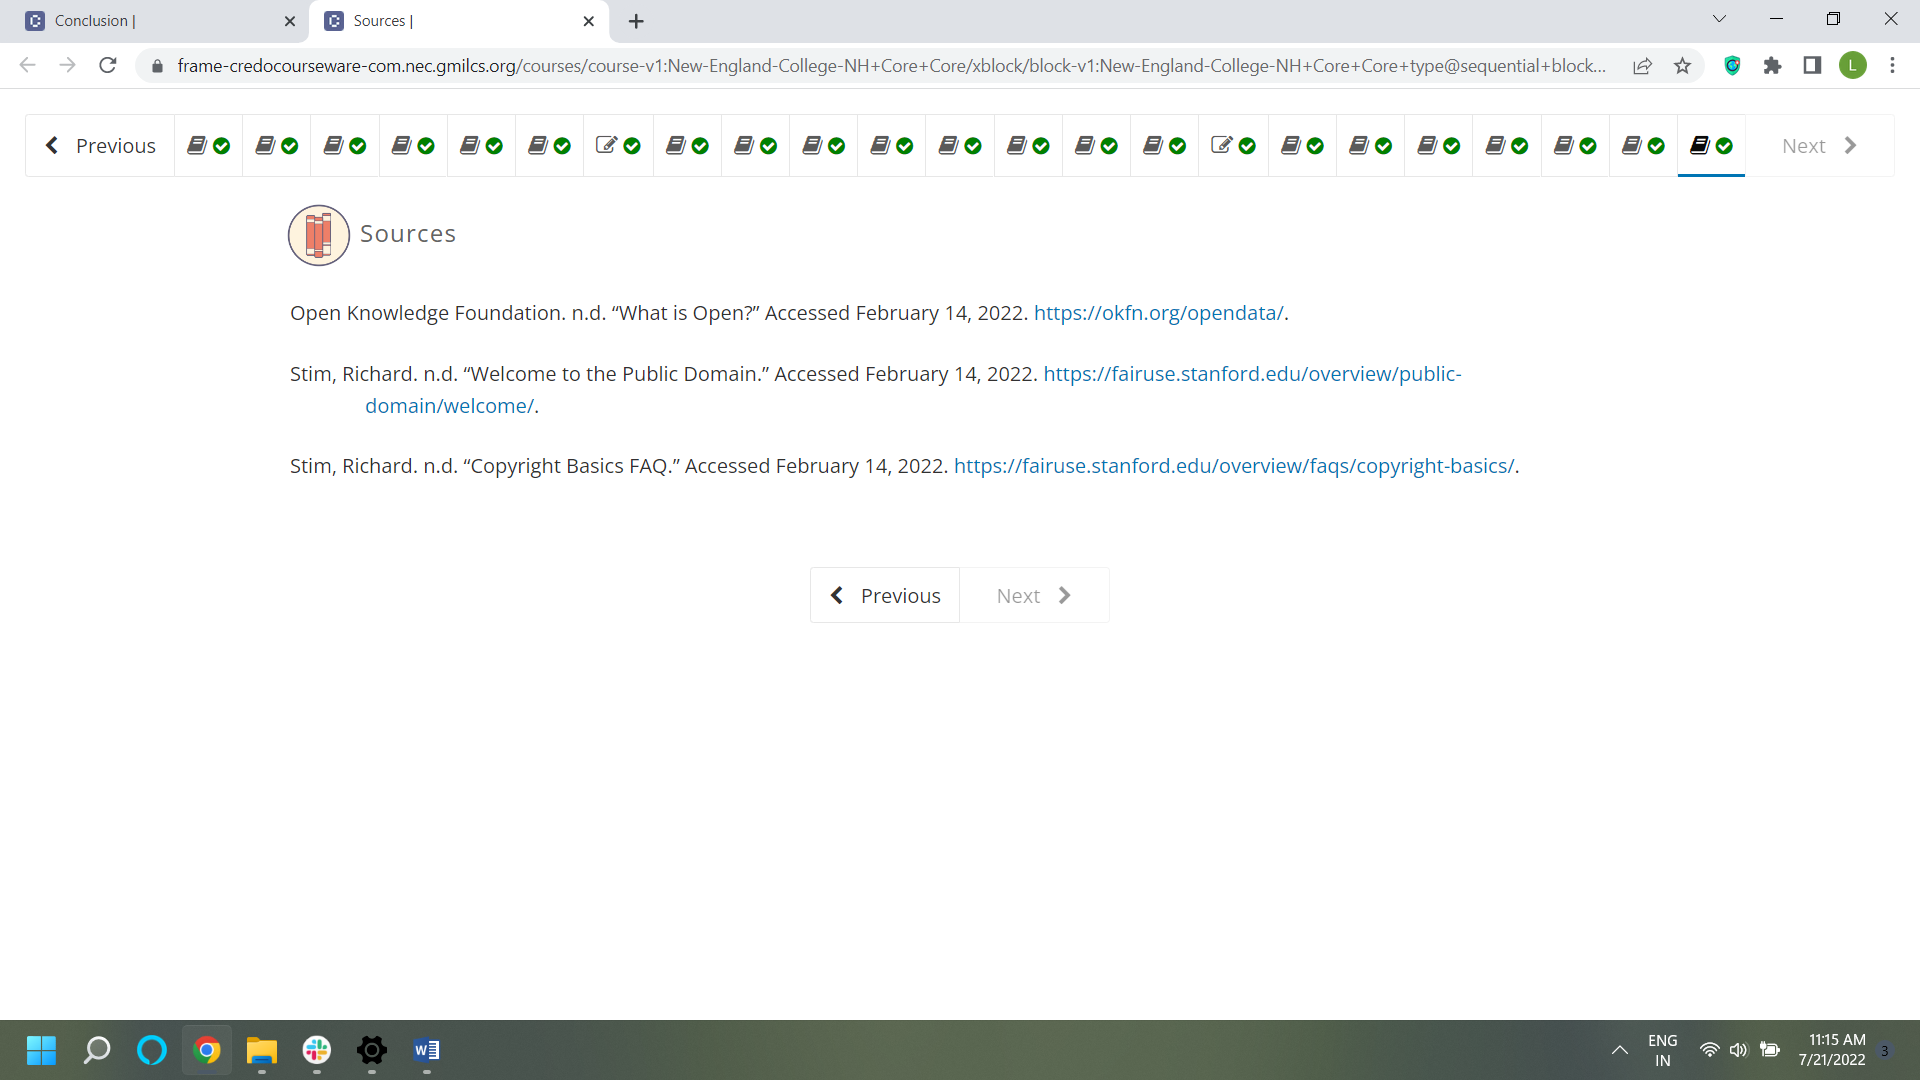 Conclusion |
Sources |
frame-credocourseware-com.nec.gmilcs.org/courses/course-v1:New-England-College-NH+Core+Core/xblock/block-v1:New-England-College-NH+Core+Core+type@sequential+block...
L
Previous
Next
Sources
Open Knowledge Foundation. n.d. “What is Open?” Accessed February 14, 2022. https://okfn.org/opendata/.
Stim, Richard. n.d. “Welcome to the Public Domain.” Accessed February 14, 2022. https://fairuse.stanford.edu/overview/public-
domain/welcome/.
Stim, Richard. n.d. “Copyright Basics FAQ.” Accessed February 14, 2022. https://fairuse.stanford.edu/overview/faqs/copyright-basics/.
Previous
Next
W
ENG
IN
11:15 AM
7/21/2022
3